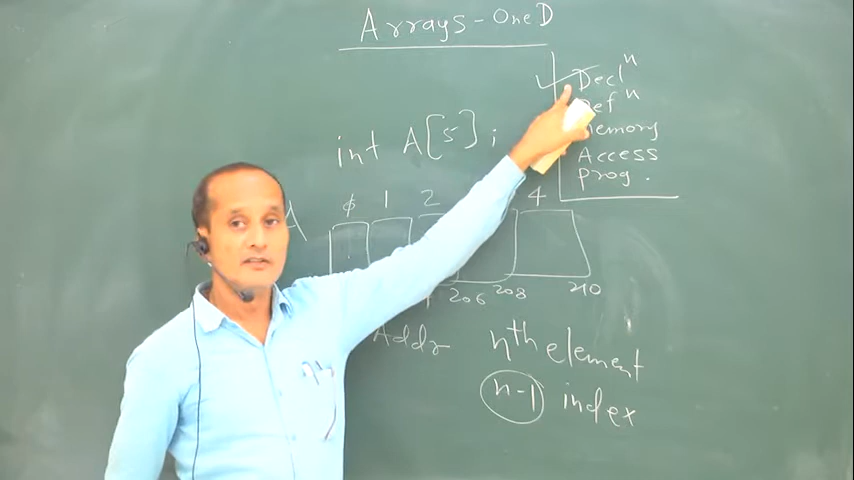 Arrays - One D
Declⁿ
Defⁿ
Memory
Access
prog.
int A[5];
A
0 1 2 4
206 208 210
Addr
nth element
n-1 index